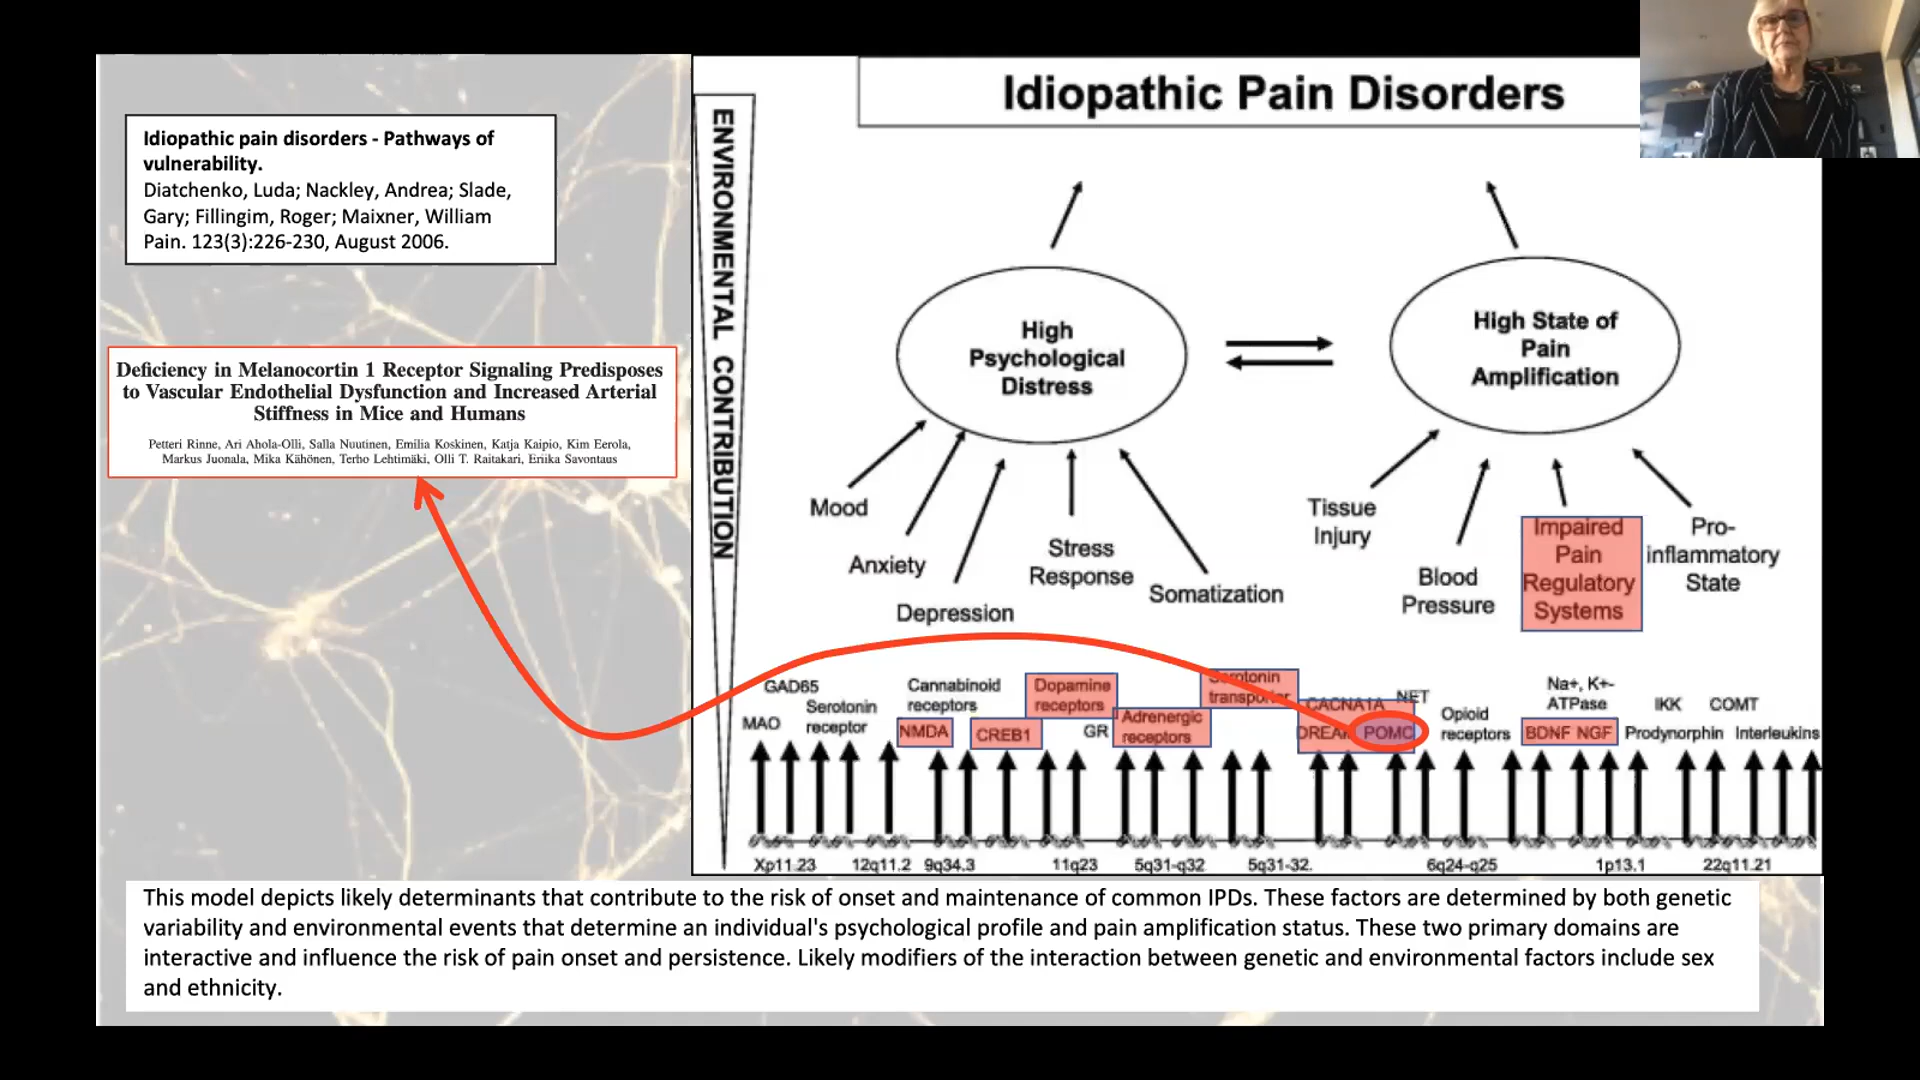 Idiopathic Pain Disorders
Idiopathic pain disorders - Pathways of
vulnerability.
Diatchenko, Luda; Nackley, Andrea; Slade,
Gary; Fillingim, Roger; Maixner, William
Pain. 123(3):226-230, August 2006.
Deficiency in Melanocortin 1 Receptor Signaling Predisposes
to Vascular Endothelial Dysfunction and Increased Arterial
Stiffness in Mice and Humans
Petteri Rinne, Ari Ahola-Olli, Salla Nuutinen, Emilia Koskinen, Katja Kaipio, Kim Eerola,
Markus Juonala, Mika Kähönen, Terho Lehtimäki, Olli T. Raitakari, Eriika Savontaus
ENVIRONMENTAL CONTRIBUTION
High
Psychological
Distress
High State of
Pain
Amplification
Mood
Anxiety
Depression
Stress
Response
Somatization
Tissue
Injury
Blood
Pressure
Impaired
Pain
Regulatory
Systems
Pro-
inflammatory
State
MAO
GAD65
Serotonin
receptor
Cannabinoid
receptors
NMDA
CREB1
Dopamine
receptors
GR
Adrenergic
receptors
Serotonin
transporter
CACNA1A
NET
DREAM
POMC
Opioid
receptors
Na+, K+-
ATPase
BDNF NGF
IKK
Prodynorphin
COMT
Interleukins
Xp11.23
12q11.2
9q34.3
11q23
5q31-q32
5q31-32.
6q24-q25
1p13.1
22q11.21
This model depicts likely determinants that contribute to the risk of onset and maintenance of common IPDs. These factors are determined by both genetic
variability and environmental events that determine an individual's psychological profile and pain amplification status. These two primary domains are
interactive and influence the risk of pain onset and persistence. Likely modifiers of the interaction between genetic and environmental factors include sex
and ethnicity.